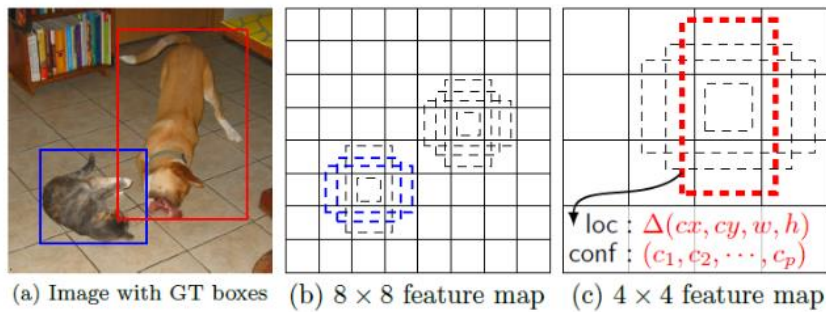 loc : Δ(cx, cy, w, h)
conf : (c₁, c₂, ⋯, cₚ)
(a) Image with GT boxes
(b) 8 × 8 feature map
(c) 4 × 4 feature map